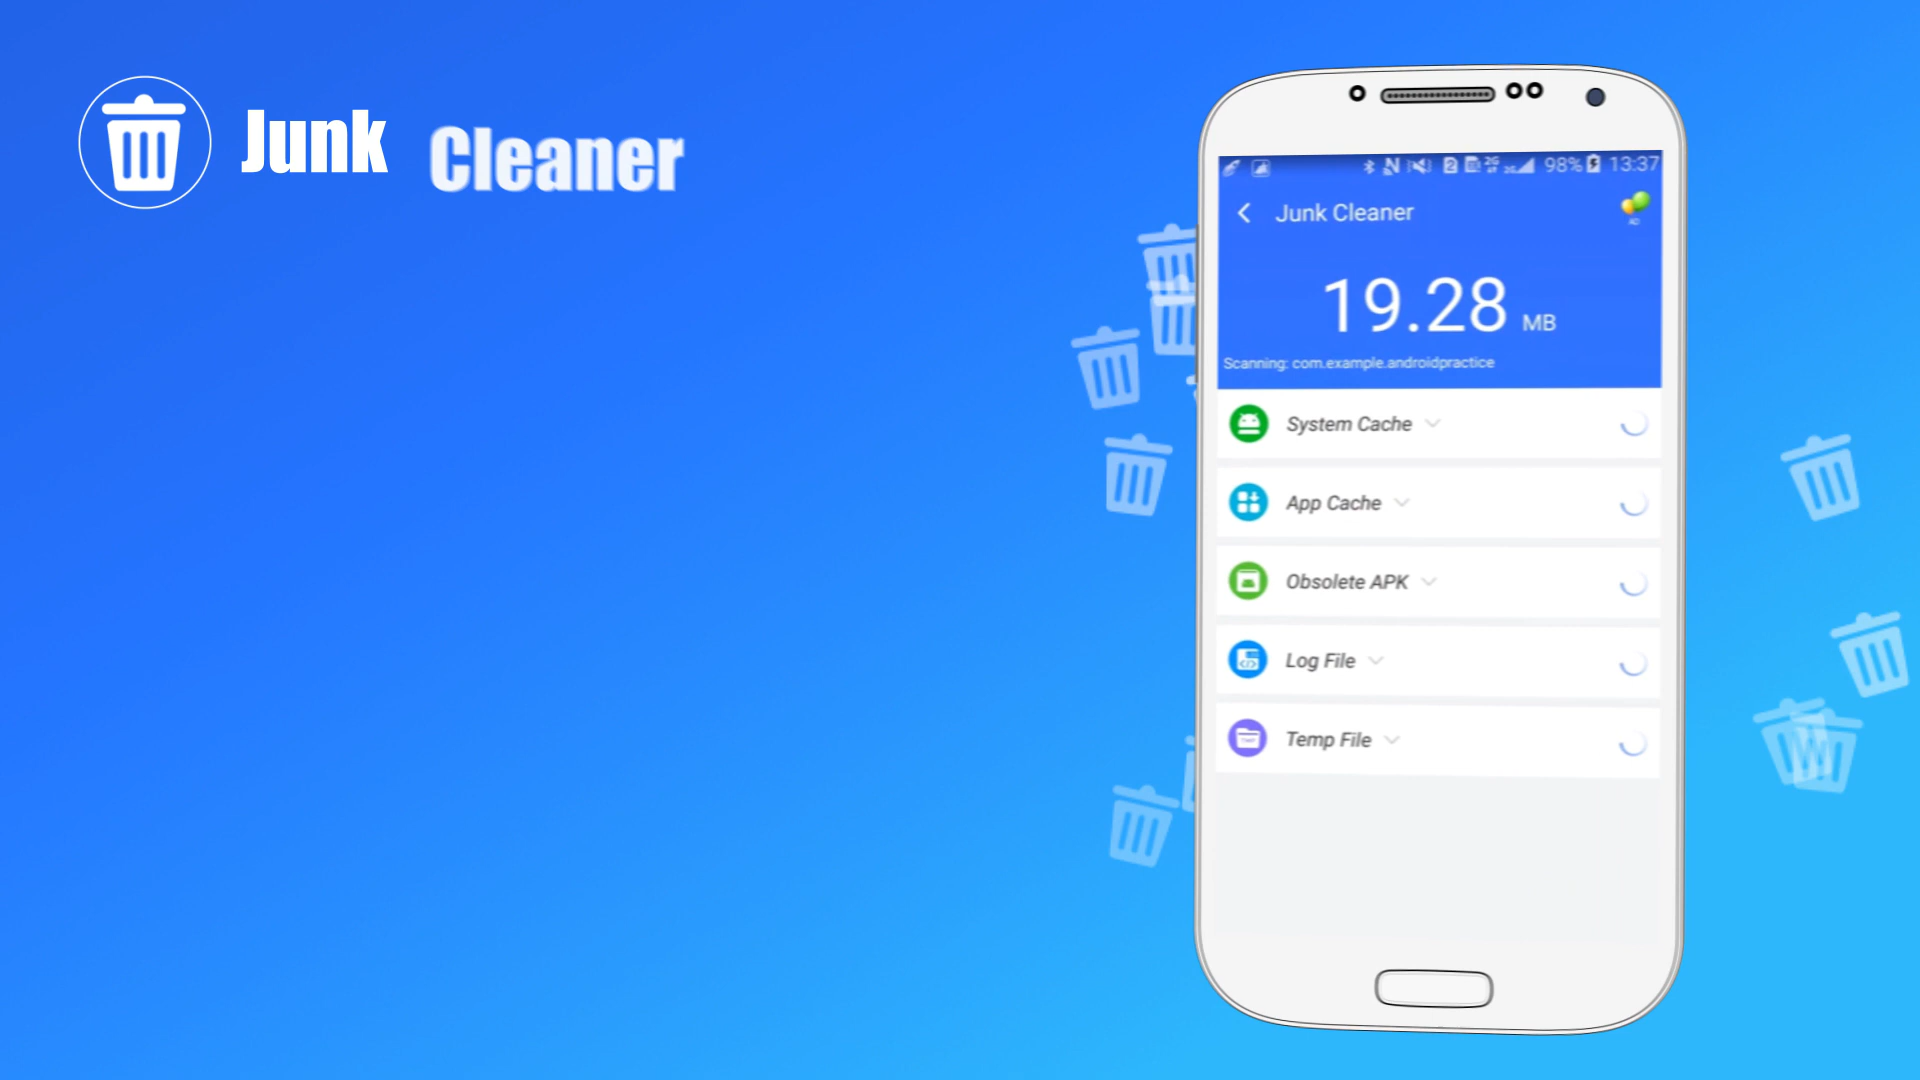 Junk Cleaner
98% 13:37
Junk Cleaner
AD
19.28 MB
Scanning: com.example.androidpractice
System Cache
App Cache
Obsolete APK
Log File
Temp File